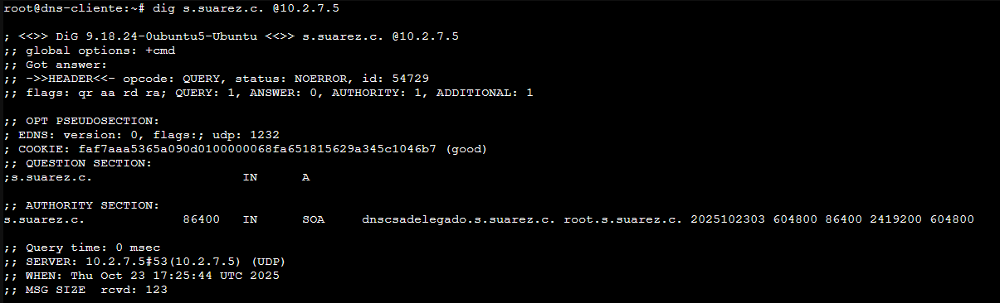 root@dns-cliente:~# dig s.suarez.c. @10.2.7.5
; <<>> DiG 9.18.24-0ubuntu5-Ubuntu <<>> s.suarez.c. @10.2.7.5
;; global options: +cmd
;; Got answer:
;; ->>HEADER<<- opcode: QUERY, status: NOERROR, id: 54729
;; flags: qr aa rd ra; QUERY: 1, ANSWER: 0, AUTHORITY: 1, ADDITIONAL: 1
;; OPT PSEUDOSECTION:
; EDNS: version: 0, flags:; udp: 1232
; COOKIE: faf7aaa5365a090d0100000068fa651815629a345c1046b7 (good)
;; QUESTION SECTION:
;s.suarez.c. IN A
;; AUTHORITY SECTION:
s.suarez.c. 86400 IN SOA dnscsadelegado.s.suarez.c. root.s.suarez.c. 2025102303 604800 86400 2419200 604800
;; Query time: 0 msec
;; SERVER: 10.2.7.5#53(10.2.7.5) (UDP)
;; WHEN: Thu Oct 23 17:25:44 UTC 2025
;; MSG SIZE  rcvd: 123